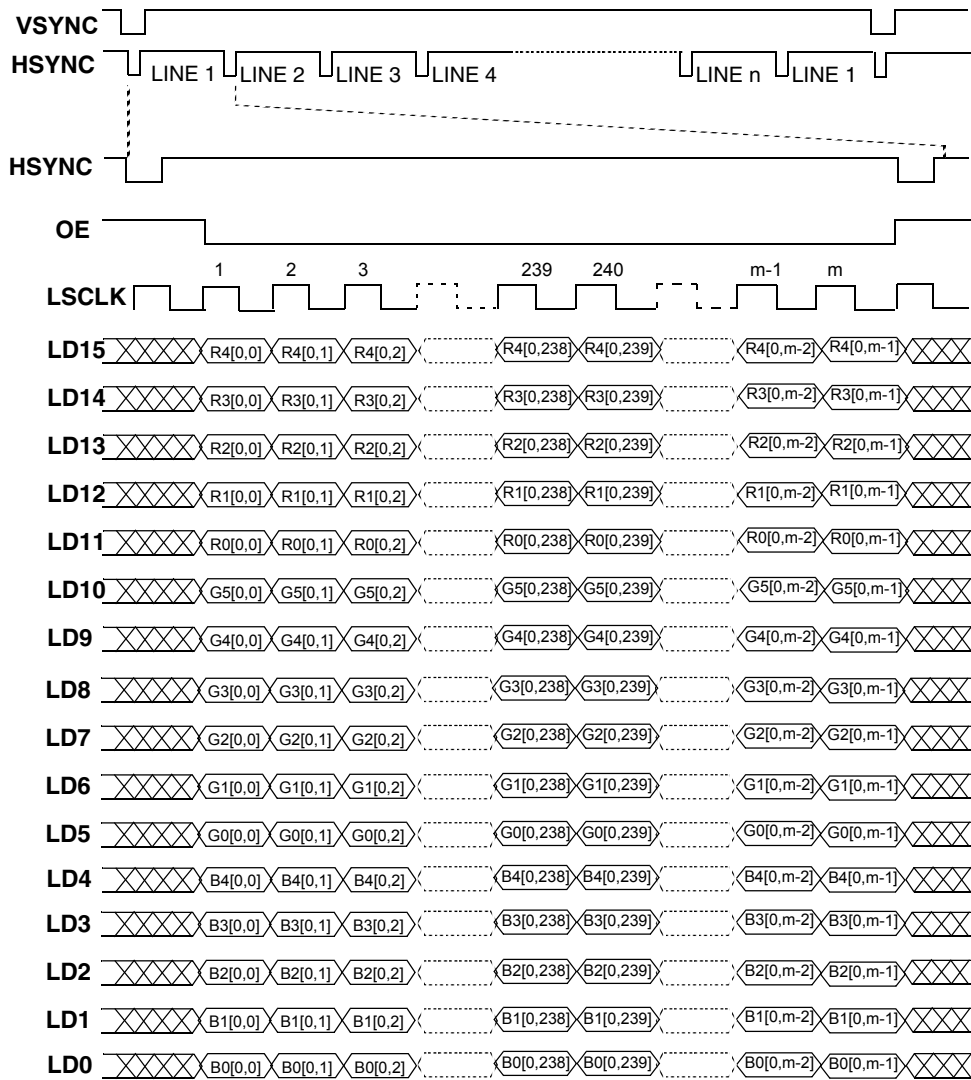 VSYNC
HSYNC LINE 1 LINE 2 LINE 3 LINE 4 LINE n LINE 1
HSYNC
OE
1 2 3 239 240 m-1 m
LSCLK
LD15 R4[0,0] R4[0,1] R4[0,2] R4[0,238] R4[0,239] R4[0,m-2] R4[0,m-1]
LD14 R3[0,0] R3[0,1] R3[0,2] R3[0,238] R3[0,239] R3[0,m-2] R3[0,m-1]
LD13 R2[0,0] R2[0,1] R2[0,2] R2[0,238] R2[0,239] R2[0,m-2] R2[0,m-1]
LD12 R1[0,0] R1[0,1] R1[0,2] R1[0,238] R1[0,239] R1[0,m-2] R1[0,m-1]
LD11 R0[0,0] R0[0,1] R0[0,2] R0[0,238] R0[0,239] R0[0,m-2] R0[0,m-1]
LD10 G5[0,0] G5[0,1] G5[0,2] G5[0,238] G5[0,239] G5[0,m-2] G5[0,m-1]
LD9 G4[0,0] G4[0,1] G4[0,2] G4[0,238] G4[0,239] G4[0,m-2] G4[0,m-1]
LD8 G3[0,0] G3[0,1] G3[0,2] G3[0,238] G3[0,239] G3[0,m-2] G3[0,m-1]
LD7 G2[0,0] G2[0,1] G2[0,2] G2[0,238] G2[0,239] G2[0,m-2] G2[0,m-1]
LD6 G1[0,0] G1[0,1] G1[0,2] G1[0,238] G1[0,239] G1[0,m-2] G1[0,m-1]
LD5 G0[0,0] G0[0,1] G0[0,2] G0[0,238] G0[0,239] G0[0,m-2] G0[0,m-1]
LD4 B4[0,0] B4[0,1] B4[0,2] B4[0,238] B4[0,239] B4[0,m-2] B4[0,m-1]
LD3 B3[0,0] B3[0,1] B3[0,2] B3[0,238] B3[0,239] B3[0,m-2] B3[0,m-1]
LD2 B2[0,0] B2[0,1] B2[0,2] B2[0,238] B2[0,239] B2[0,m-2] B2[0,m-1]
LD1 B1[0,0] B1[0,1] B1[0,2] B1[0,238] B1[0,239] B1[0,m-2] B1[0,m-1]
LD0 B0[0,0] B0[0,1] B0[0,2] B0[0,238] B0[0,239] B0[0,m-2] B0[0,m-1]